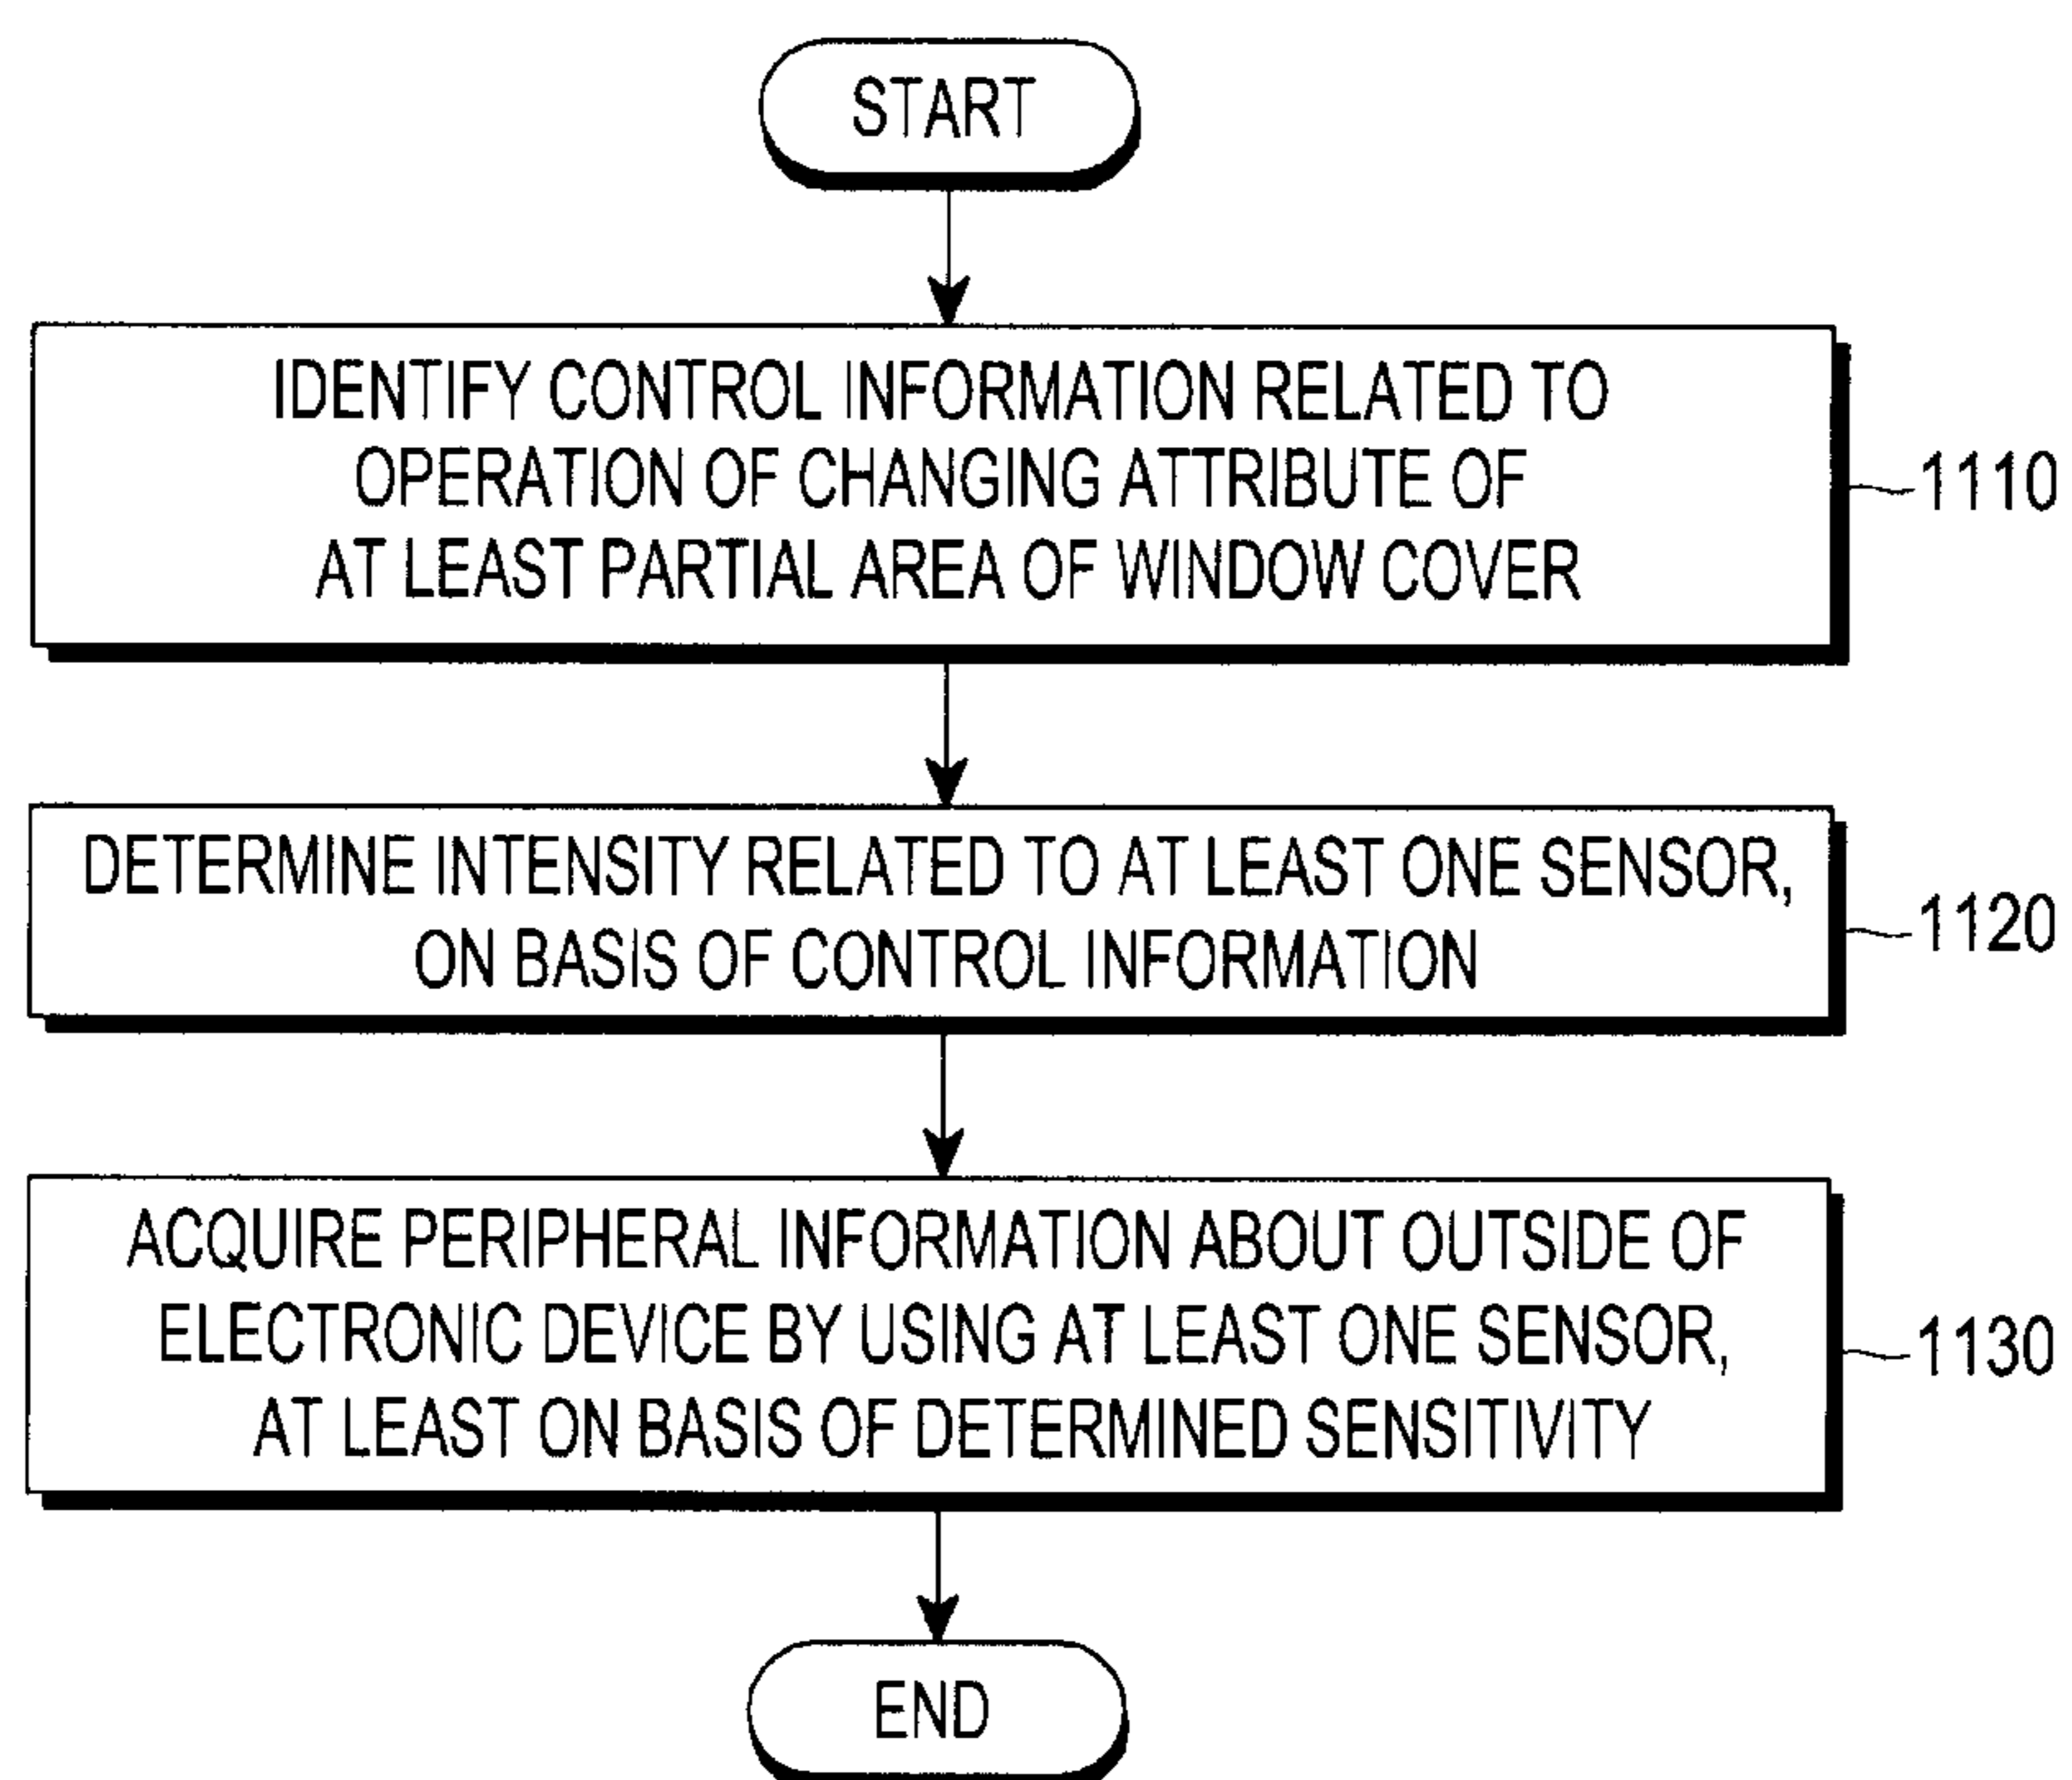 START
IDENTIFY CONTROL INFORMATION RELATED TO
OPERATION OF CHANGING ATTRIBUTE OF
AT LEAST PARTIAL AREA OF WINDOW COVER
1110
DETERMINE INTENSITY RELATED TO AT LEAST ONE SENSOR,
ON BASIS OF CONTROL INFORMATION
1120
ACQUIRE PERIPHERAL INFORMATION ABOUT OUTSIDE OF
ELECTRONIC DEVICE BY USING AT LEAST ONE SENSOR,
AT LEAST ON BASIS OF DETERMINED SENSITIVITY
1130
END